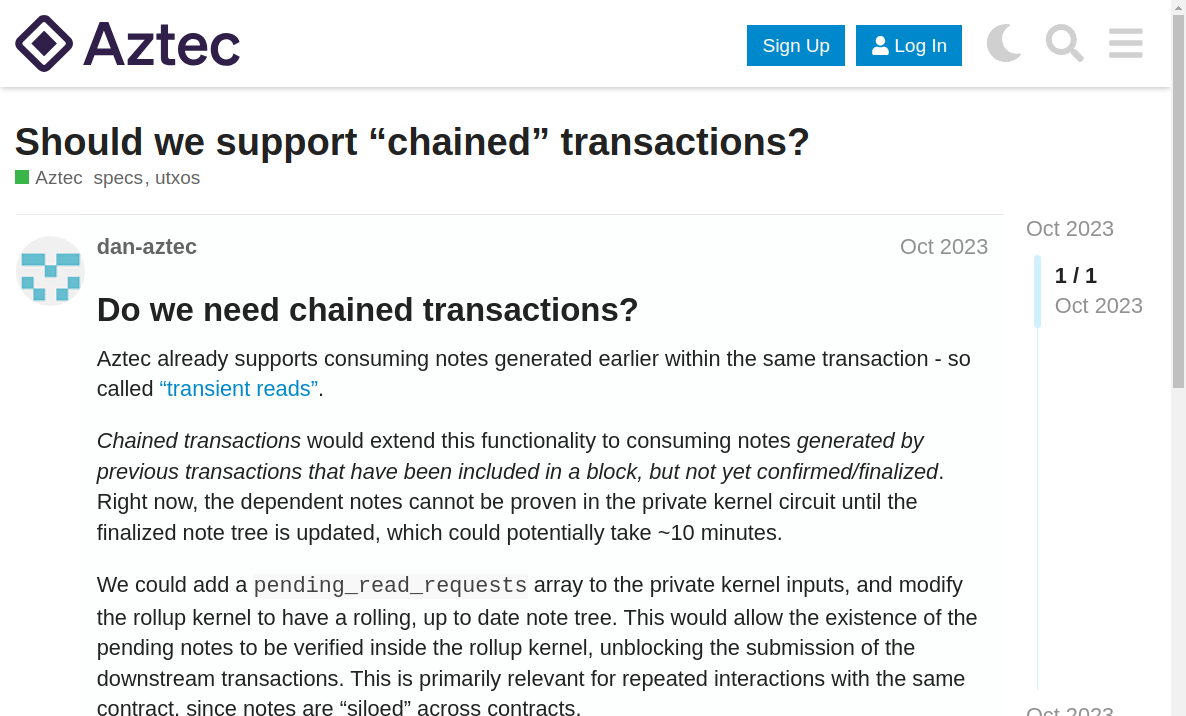 Aztec
Sign Up
Log In
Should we support “chained” transactions?
Aztec specs, utxos
dan-aztec
Oct 2023
Do we need chained transactions?
Aztec already supports consuming notes generated earlier within the same transaction - so
called “transient reads”.
Chained transactions would extend this functionality to consuming notes generated by
previous transactions that have been included in a block, but not yet confirmed/finalized.
Right now, the dependent notes cannot be proven in the private kernel circuit until the
finalized note tree is updated, which could potentially take ~10 minutes.
We could add a pending_read_requests array to the private kernel inputs, and modify
the rollup kernel to have a rolling, up to date note tree. This would allow the existence of the
pending notes to be verified inside the rollup kernel, unblocking the submission of the
downstream transactions. This is primarily relevant for repeated interactions with the same
contract, since notes are “siloed” across contracts.
Oct 2023
1 / 1
Oct 2023
Oct 2023